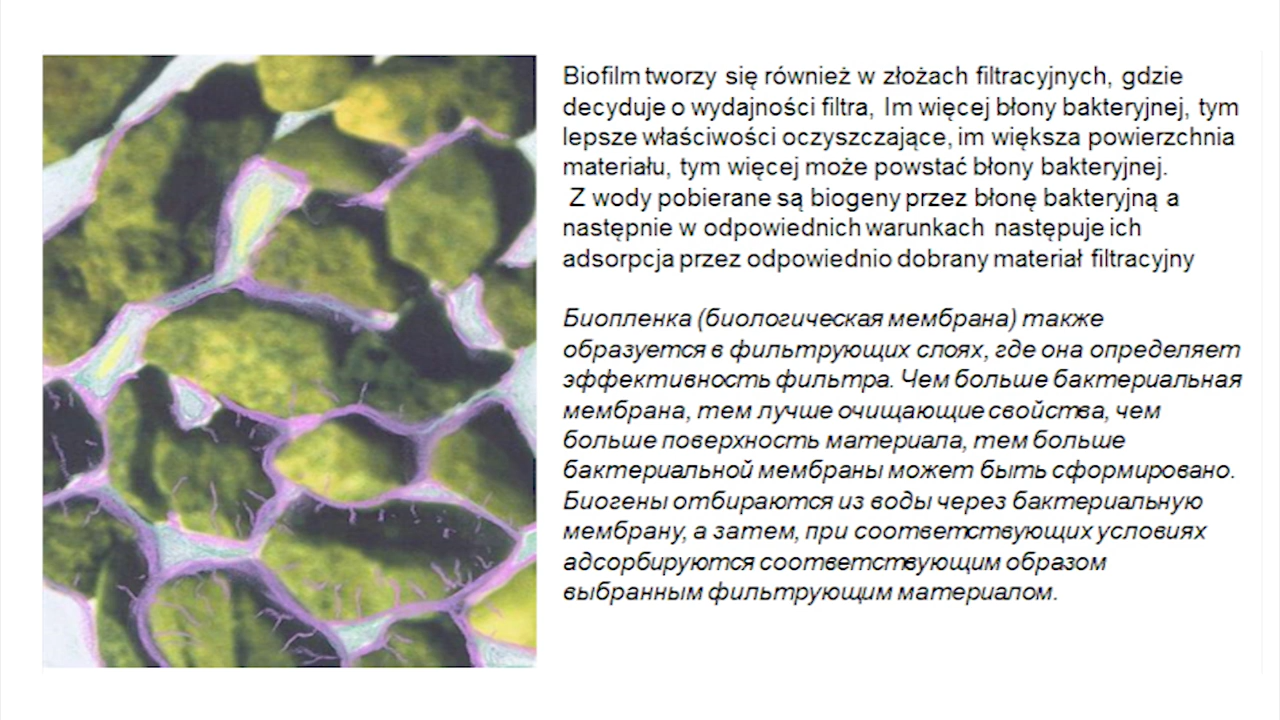 Biofilm tworzy się również w złożach filtracyjnych, gdzie
decyduje o wydajności filtra, Im więcej błony bakteryjnej, tym
lepsze właściwości oczyszczające, im większa powierzchnia
materiału, tym więcej może powstać błony bakteryjnej.
Z wody pobierane są biogeny przez błonę bakteryjną a
następnie w odpowiednich warunkach następuje ich
adsorpcja przez odpowiednio dobrany materiał filtracyjny
Биопленка (биологическая мембрана) также
образуется в фильтрующих слоях, где она определяет
эффективность фильтра. Чем больше бактериальная
мембрана, тем лучше очищающие свойства, чем
больше поверхность материала, тем больше
бактериальной мембраны может быть сформировано.
Биогены отбираются из воды через бактериальную
мембрану, а затем, при соответствующих условиях
адсорбируются соответствующим образом
выбранным фильтрующим материалом.